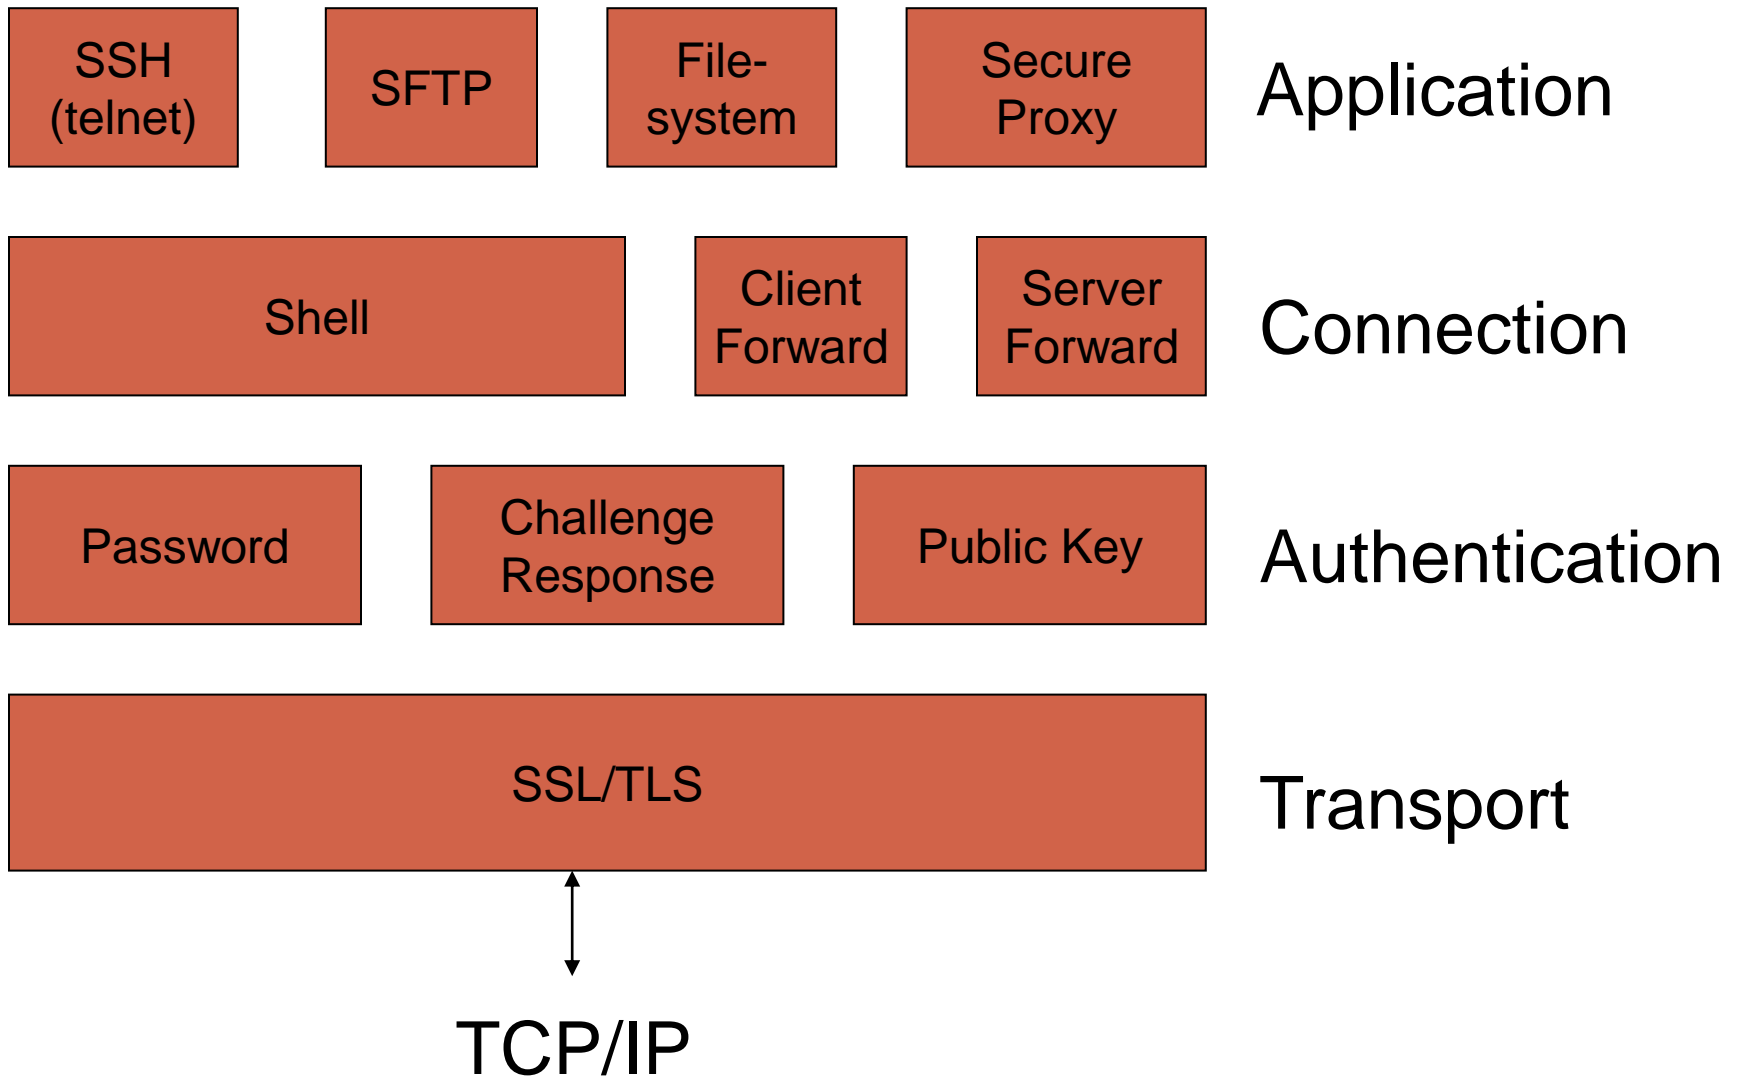 SSH
(telnet)
SFTP
File-
system
Secure
Proxy
Application
Shell
Client
Forward
Server
Forward
Connection
Password
Challenge
Response
Public Key
Authentication
SSL/TLS
Transport
TCP/IP